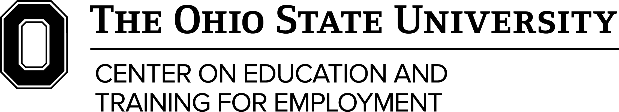 The Ohio State University
CENTER ON EDUCATION AND
TRAINING FOR EMPLOYMENT